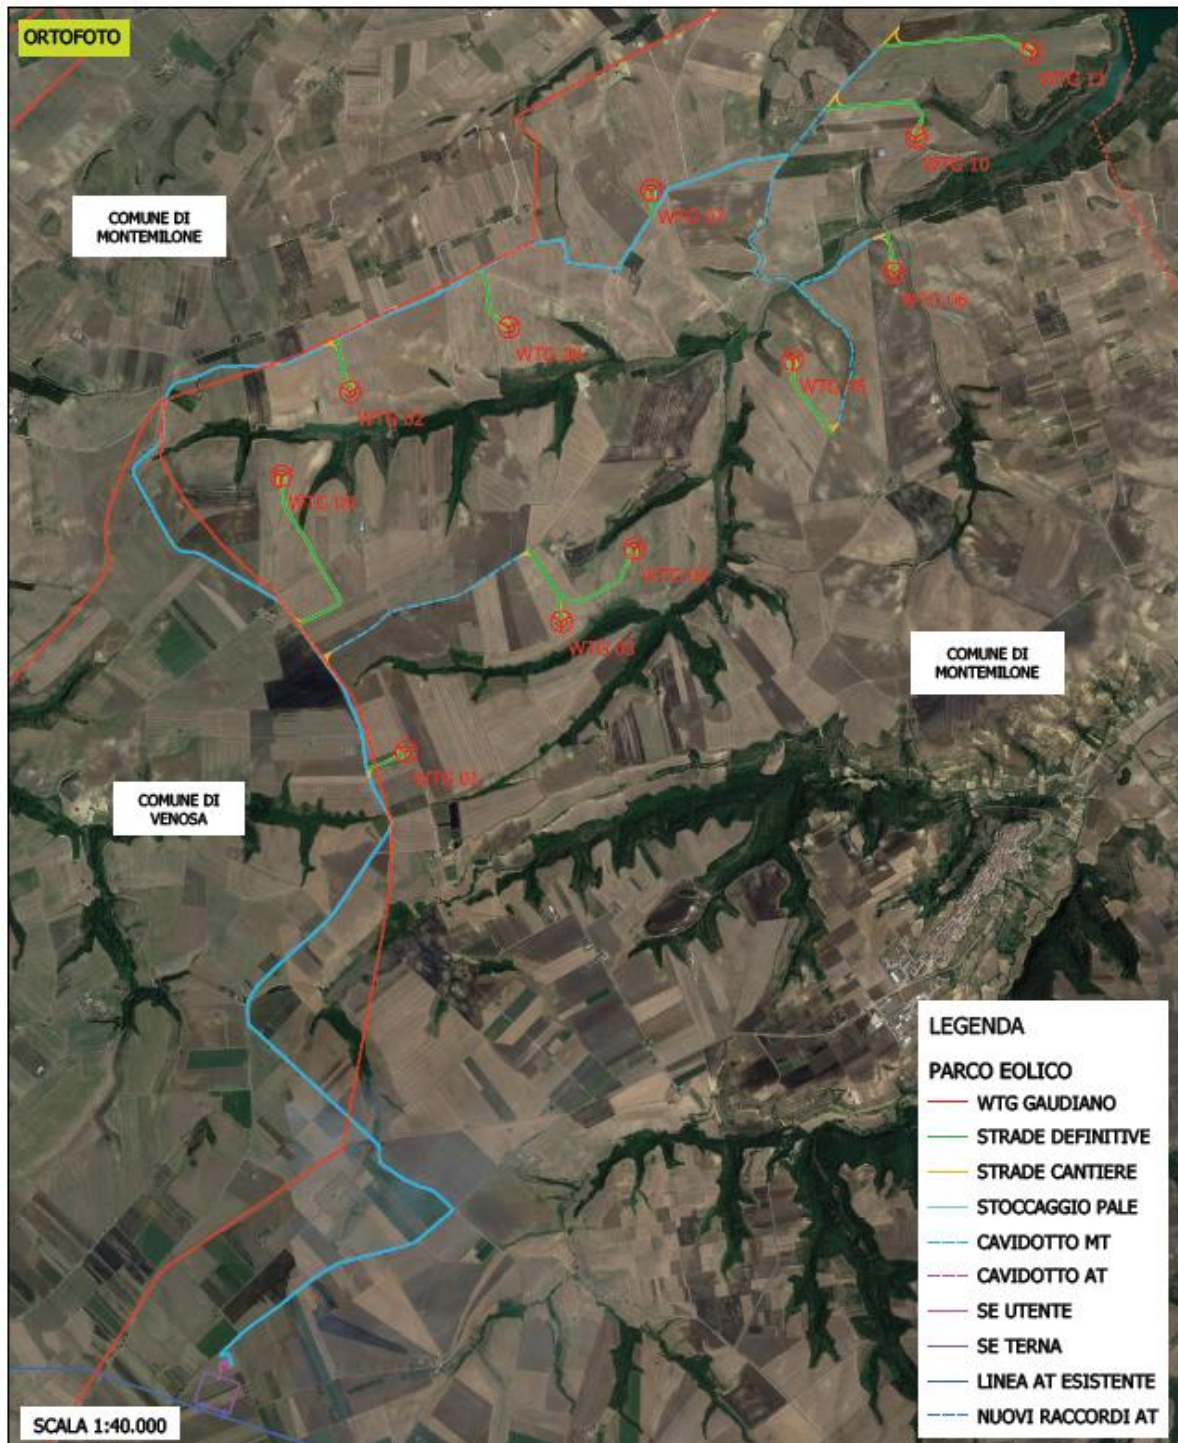 ORTOFOTO
WTG 10
COMUNE DI
MONTEMILONE
WTG 07
WTG 06
WTG 02
COMUNE DI
MONTEMILONE
WTG 03
WTG 01
COMUNE DI
VENOSA
LEGENDA
PARCO EOLICO
WTG GAUDIANO
STRADE DEFINITIVE
STRADE CANTIERE
STOCCAGGIO PALE
CAVIDOTTO MT
CAVIDOTTO AT
SE UTENTE
SE TERNA
LINEA AT ESISTENTE
NUOVI RACCORDI AT
SCALA 1:40.000